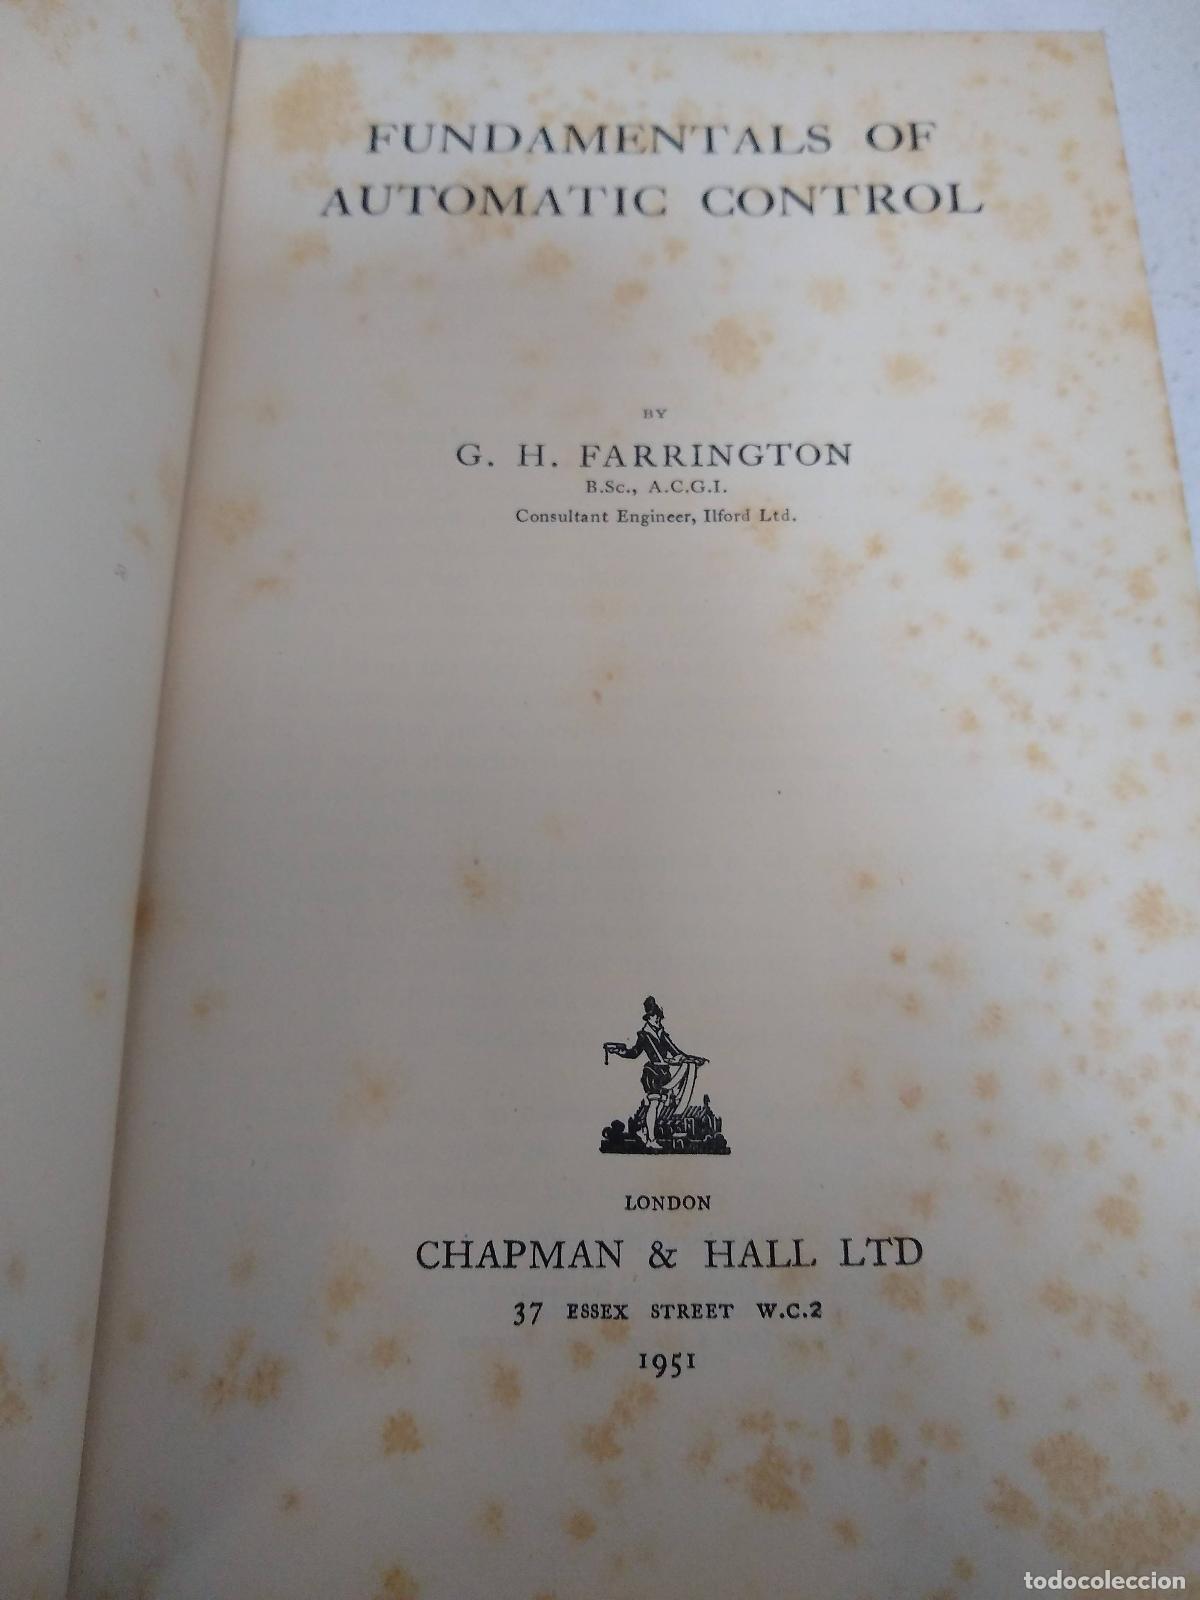 FUNDAMENTALS OF
AUTOMATIC CONTROL
BY
G. H. FARRINGTON
B.Sc., A.C.G.I.
Consultant Engineer, Ilford Ltd.
LONDON
CHAPMAN & HALL LTD
37 ESSEX STREET W.C.2
1951
todocoleccion